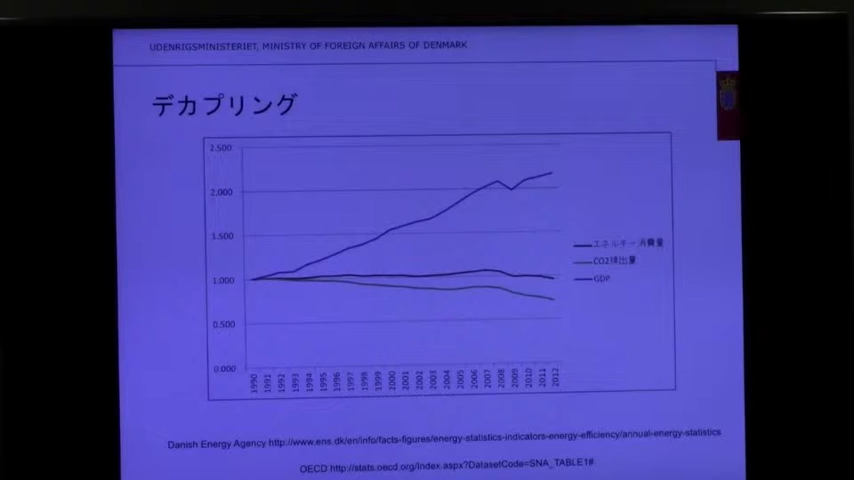 UDENRIGSMINISTERIET, MINISTRY OF FOREIGN AFFAIRS OF DENMARK
デカプリング
2.500
2.000
1.500
1.000
0.500
0.000
エネルギー消費量
CO2排出量
GDP
1990 1991 1992 1993 1994 1995 1996 1997 1998 1999 2000 2001 2002 2003 2004 2005 2006 2007 2008 2009 2010 2011 2012
Danish Energy Agency http://www.ens.dk/en/info/facts-figures/energy-statistics-indicators-energy-efficiency/annual-energy-statistics
OECD http://stats.oecd.org/Index.aspx?DatasetCode=SNA_TABLE1#